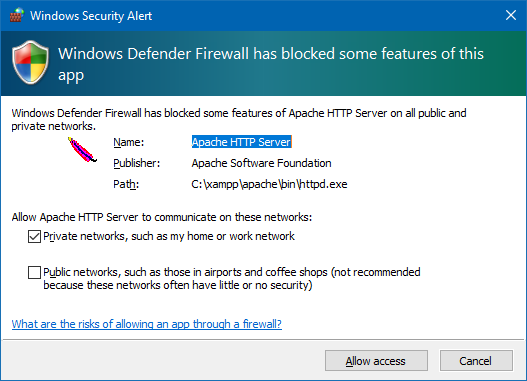 Windows Security Alert
Windows Defender Firewall has blocked some features of this
app
Windows Defender Firewall has blocked some features of Apache HTTP Server on all public and
private networks.
Name: Apache HTTP Server
Publisher: Apache Software Foundation
Path: C:\xampp\apache\bin\httpd.exe
Allow Apache HTTP Server to communicate on these networks:
Private networks, such as my home or work network
Public networks, such as those in airports and coffee shops (not recommended
because these networks often have little or no security)
What are the risks of allowing an app through a firewall?
Allow access Cancel